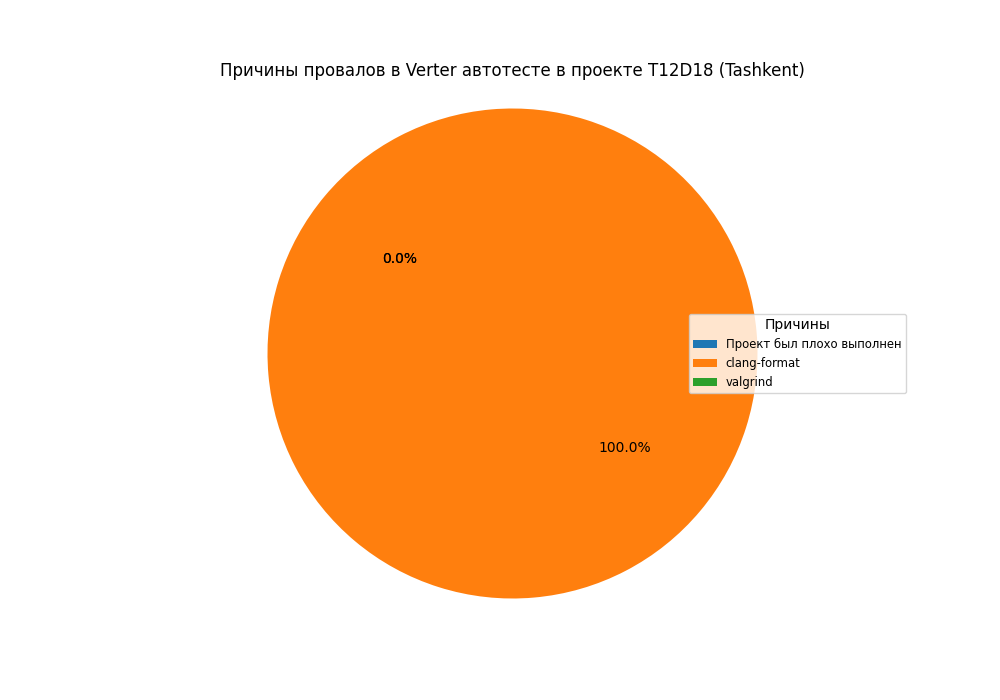 Причины провалов в Verter автотесте в проекте T12D18 (Tashkent)
0.0%
Причины
Проект был плохо выполнен
clang-format
valgrind
100.0%